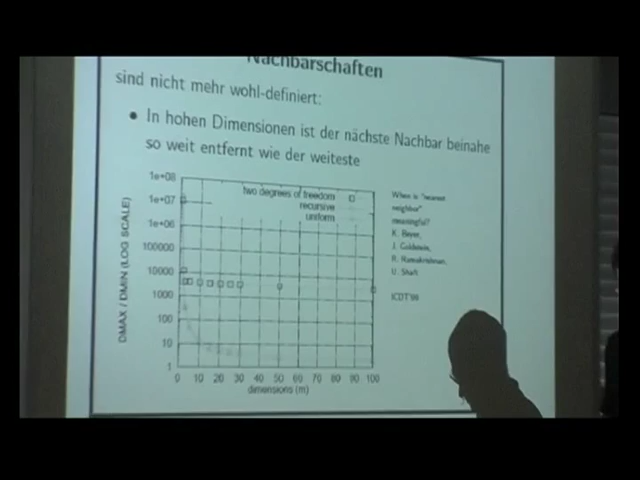 Nachbarschaften
sind nicht mehr wohl-definiert:
• In hohen Dimensionen ist der nächste Nachbar beinahe
so weit entfernt wie der weiteste
DMAX / DMIN (LOG SCALE)
1e+08
1e+07
1e+06
100000
10000
1000
100
10
1
two degrees of freedom
recursive
uniform
0 10 20 30 40 50 60 70 80 90 100
dimensions (m)
When is "nearest
neighbor"
meaningful?
K. Beyer,
J. Goldstein,
R. Ramakrishnan,
U. Shaft
ICDT'99